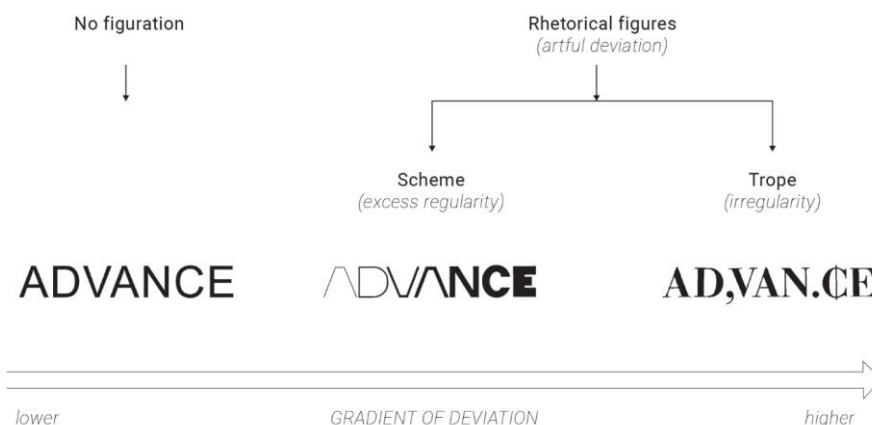 No figuration
Rhetorical figures
(artful deviation)
Scheme
(excess regularity)
Trope
(irregularity)
ADVANCE
ADVANCE
AD,VAN.₵E
lower
GRADIENT OF DEVIATION
higher